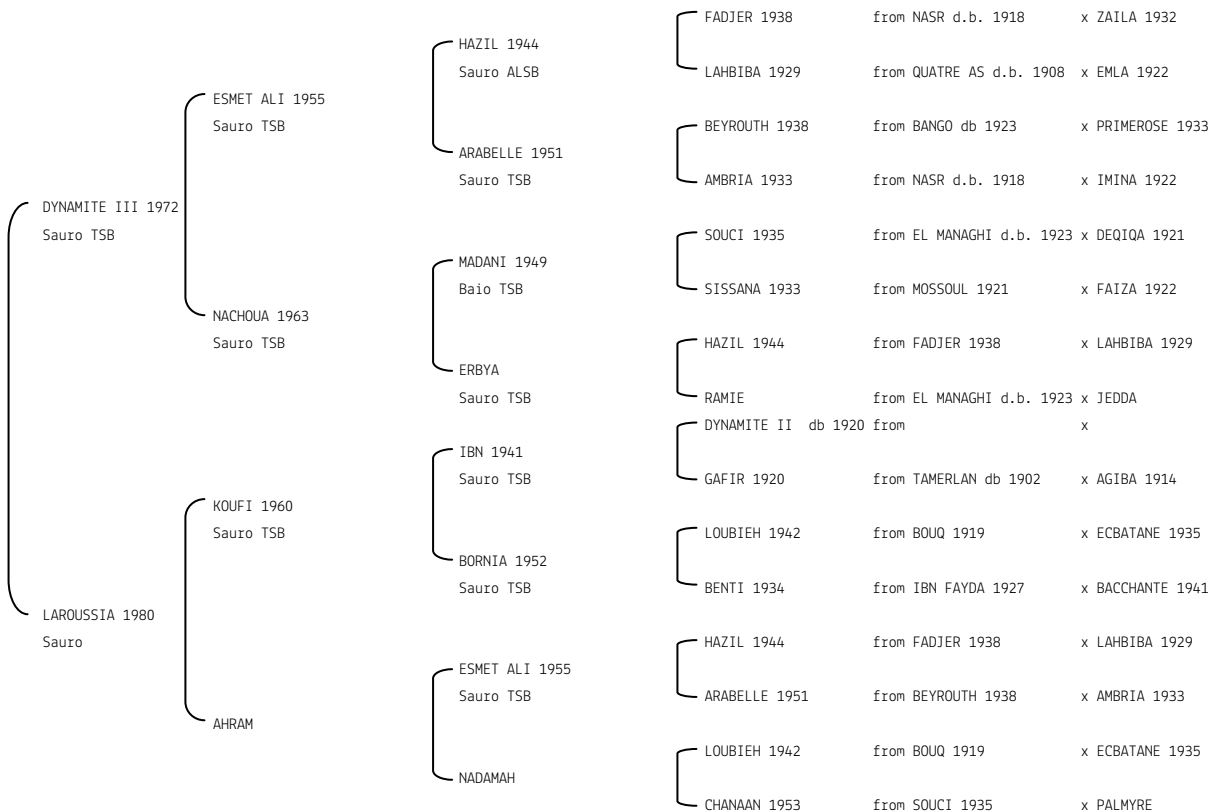 FADJER 1938 from NASR d.b. 1918 x ZAILA 1932
HAZIL 1944
Sauro ALSB
LAHBIBA 1929 from QUATRE AS d.b. 1908 x EMLA 1922
ESMET ALI 1955
Sauro TSB
BEYROUTH 1938 from BANGO db 1923 x PRIMEROSE 1933
ARABELLE 1951
Sauro TSB
AMBRIA 1933 from NASR d.b. 1918 x IMINA 1922
DYNAMITE III 1972
Sauro TSB
SOUCI 1935 from EL MANAGHI d.b. 1923 x DEQIQA 1921
MADANI 1949
Baio TSB
SISSANA 1933 from MOSSOUL 1921 x FAIZA 1922
NACHOUA 1963
Sauro TSB
HAZIL 1944 from FADJER 1938 x LAHBIBA 1929
ERBYA
Sauro TSB
RAMIE from EL MANAGHI d.b. 1923 x JEDDA
DYNAMITE II db 1920 from x
IBN 1941
Sauro TSB
GAFIR 1920 from TAMERLAN db 1902 x AGIBA 1914
KOUFI 1960
Sauro TSB
LOUBIEH 1942 from BOUQ 1919 x ECBATANE 1935
BORNIA 1952
Sauro TSB
BENTI 1934 from IBN FAYDA 1927 x BACCHANTE 1941
LAROUSSIA 1980
Sauro
HAZIL 1944 from FADJER 1938 x LAHBIBA 1929
ESMET ALI 1955
Sauro TSB
ARABELLE 1951 from BEYROUTH 1938 x AMBRIA 1933
AHRAM
LOUBIEH 1942 from BOUQ 1919 x ECBATANE 1935
NADAMAH
CHANAAN 1953 from SOUCI 1935 x PALMYRE